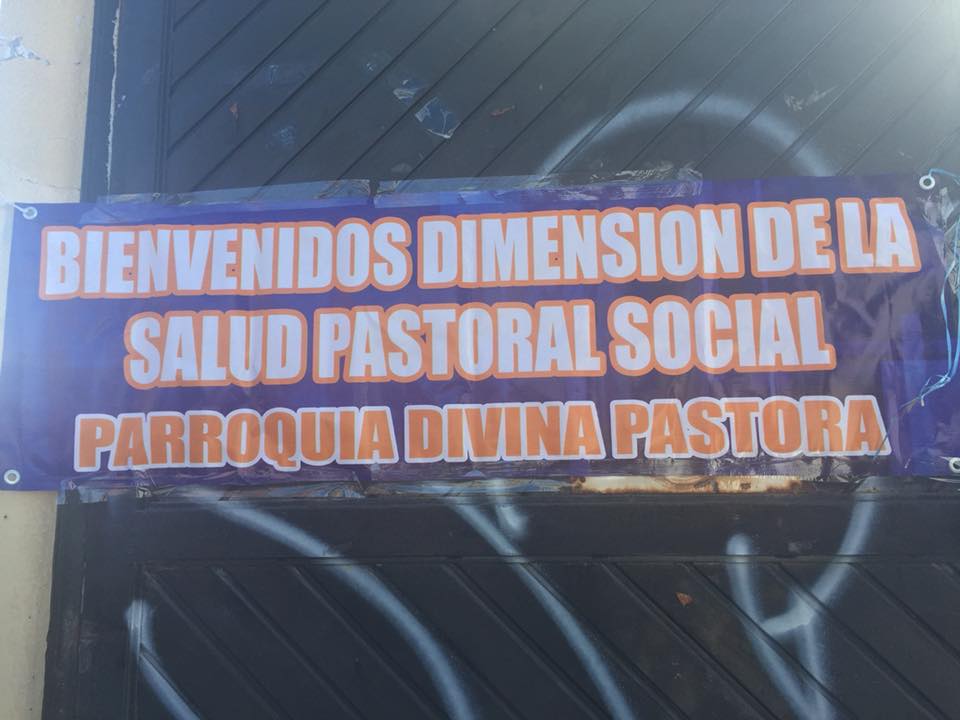 BIENVENIDOS DIMENSION DE LA
SALUD PASTORAL SOCIAL
PARROQUIA DIVINA PASTORA